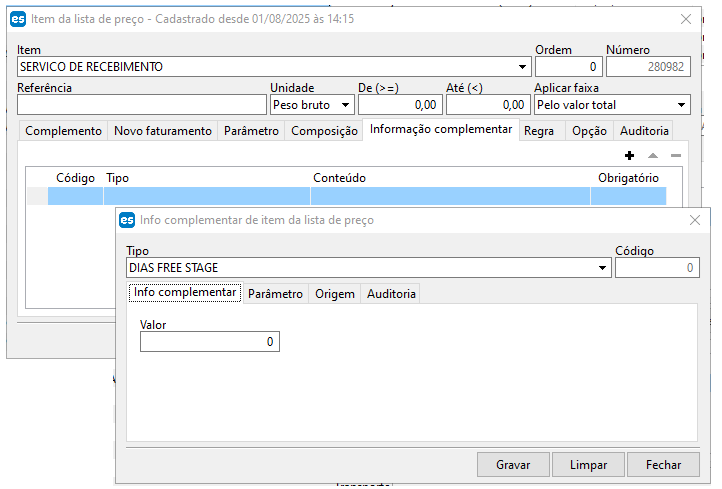 es Item da lista de preço - Cadastrado desde 01/08/2025 às 14:15
Item Ordem Número
SERVICO DE RECEBIMENTO 0 280982
Referência Unidade De (>=) Até (<) Aplicar faixa
Peso bruto 0,00 0,00 Pelo valor total
Complemento Novo faturamento Parâmetro Composição Informação complementar Regra Opção Auditoria
Código Tipo Conteúdo Obrigatório
es Info complementar de item da lista de preço
Tipo Código
DIAS FREE STAGE 0
Info complementar Parâmetro Origem Auditoria
Valor
0
Gravar Limpar Fechar